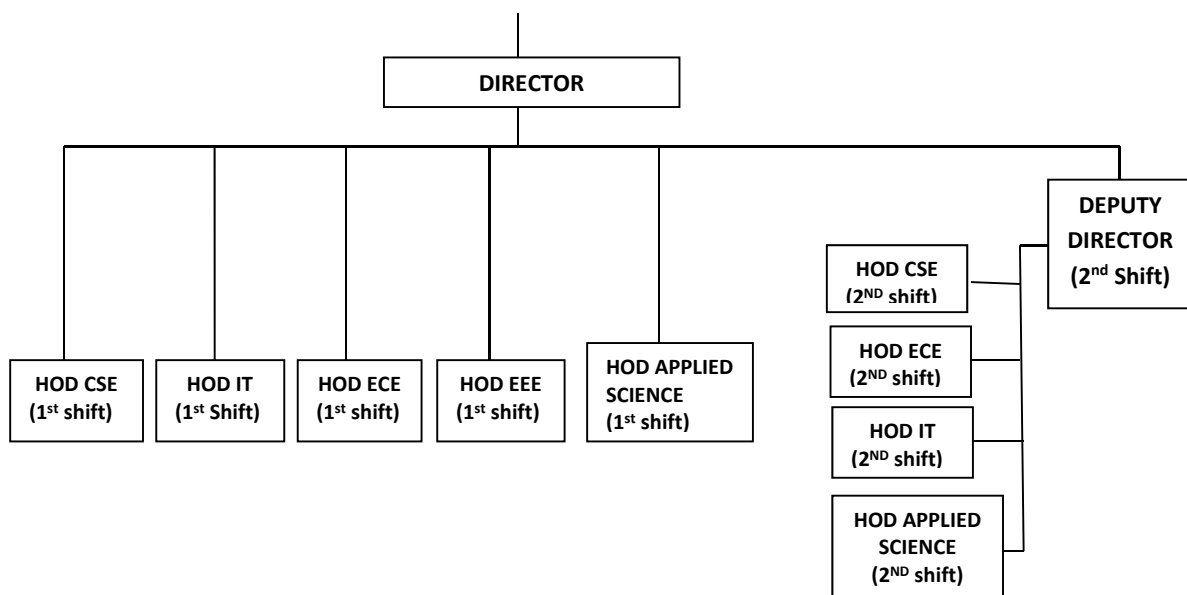 DIRECTOR
DEPUTY
DIRECTOR
(2nd Shift)
HOD CSE
(2ND shift)
HOD ECE
(2ND shift)
HOD IT
(2ND shift)
HOD APPLIED
SCIENCE
(2ND shift)
HOD CSE
(1st shift)
HOD IT
(1st Shift)
HOD ECE
(1st shift)
HOD EEE
(1st shift)
HOD APPLIED
SCIENCE
(1st shift)